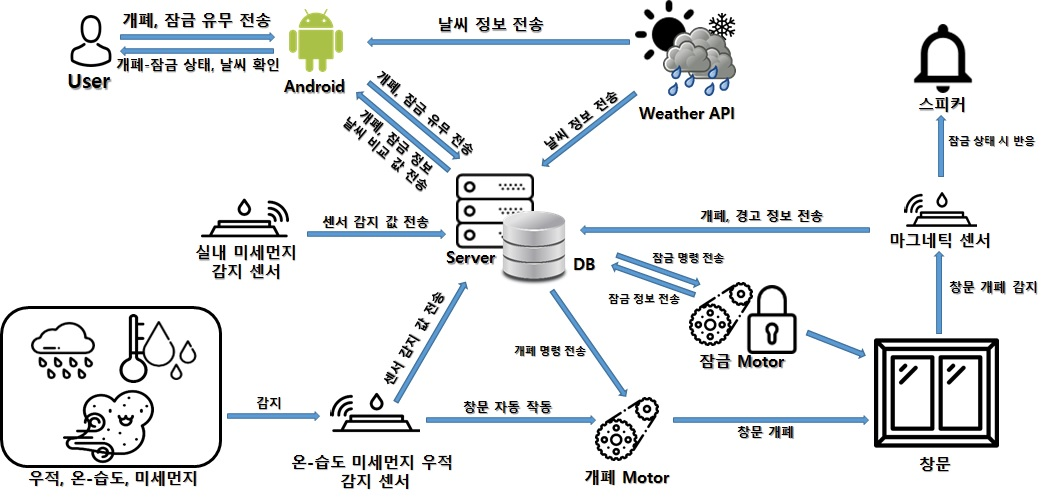 개폐, 잠금 유무 전송
개폐-잠금 상태, 날씨 확인
User
Android
날씨 정보 전송
Weather API
스피커
개폐, 잠금 유무 전송
개폐, 잠금 정보
날씨 비교 값 전송
날씨 정보 전송
잠금 상태 시 반응
센서 감지 값 전송
실내 미세먼지
감지 센서
Server
DB
개폐, 경고 정보 전송
마그네틱 센서
잠금 명령 전송
잠금 정보 전송
창문 개폐 감지
센서 감지 값 전송
개폐 명령 전송
잠금 Motor
감지
창문 자동 작동
창문 개폐
우적, 온-습도, 미세먼지
온-습도 미세먼지 우적
감지 센서
개폐 Motor
창문